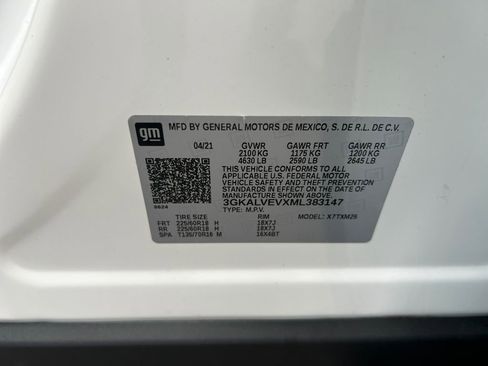 gm
MFD BY GENERAL MOTORS DE MEXICO, S. DE R.L. DE C.V.
04/21 GVWR GAWR FRT GAWR RR
2100 KG 1175 KG 1200 KG
4630 LB 2590 LB 2645 LB
THIS VEHICLE CONFORMS TO ALL
APPLICABLE U.S. FEDERAL MOTOR
VEHICLE SAFETY AND THEFT PREVENTION
STANDARDS IN EFFECT ON THE DATE OF
MANUFACTURE SHOWN ABOVE.
3GKALVEVXML383147
TYPE: M.P.V.
TIRE SIZE RIM MODEL: X7TXM26
FRT 225/60R18 H 18X7J
RR 225/60R18 H 18X7J
SPA T135/70R16 M 16X4BT